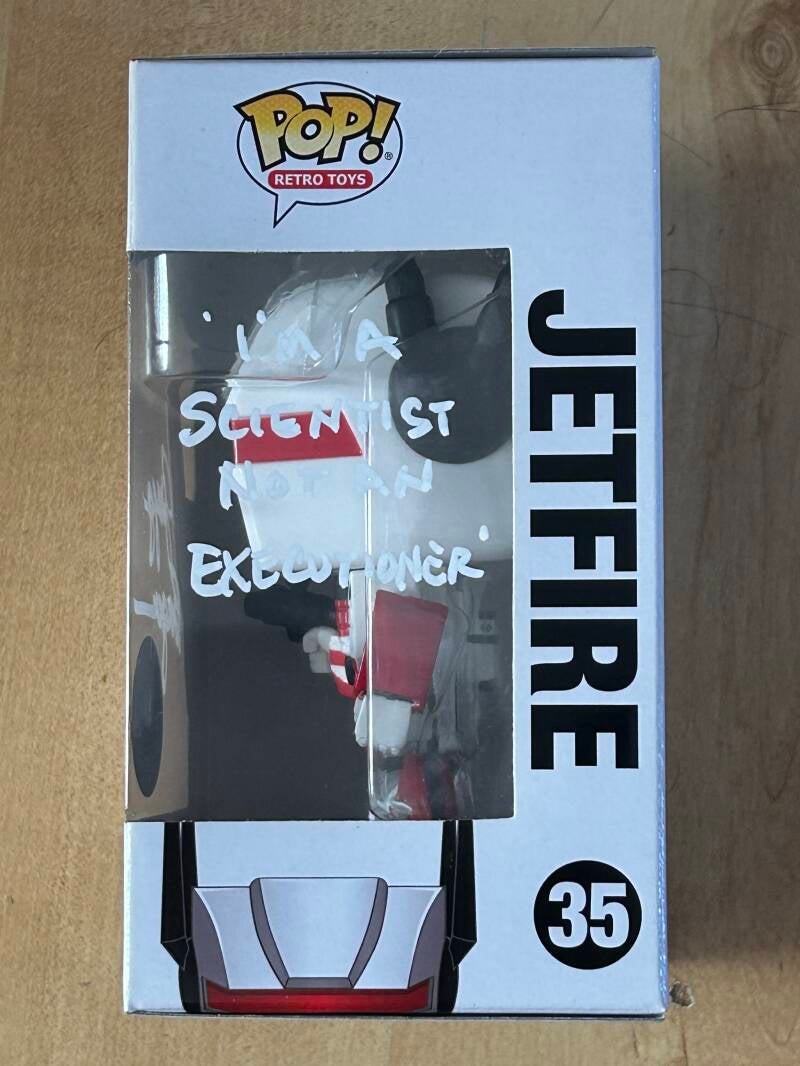 POP!®
RETRO TOYS
'I'M A
SCIENTIST
NOT AN
EXECUTIONER'
JETFIRE
35